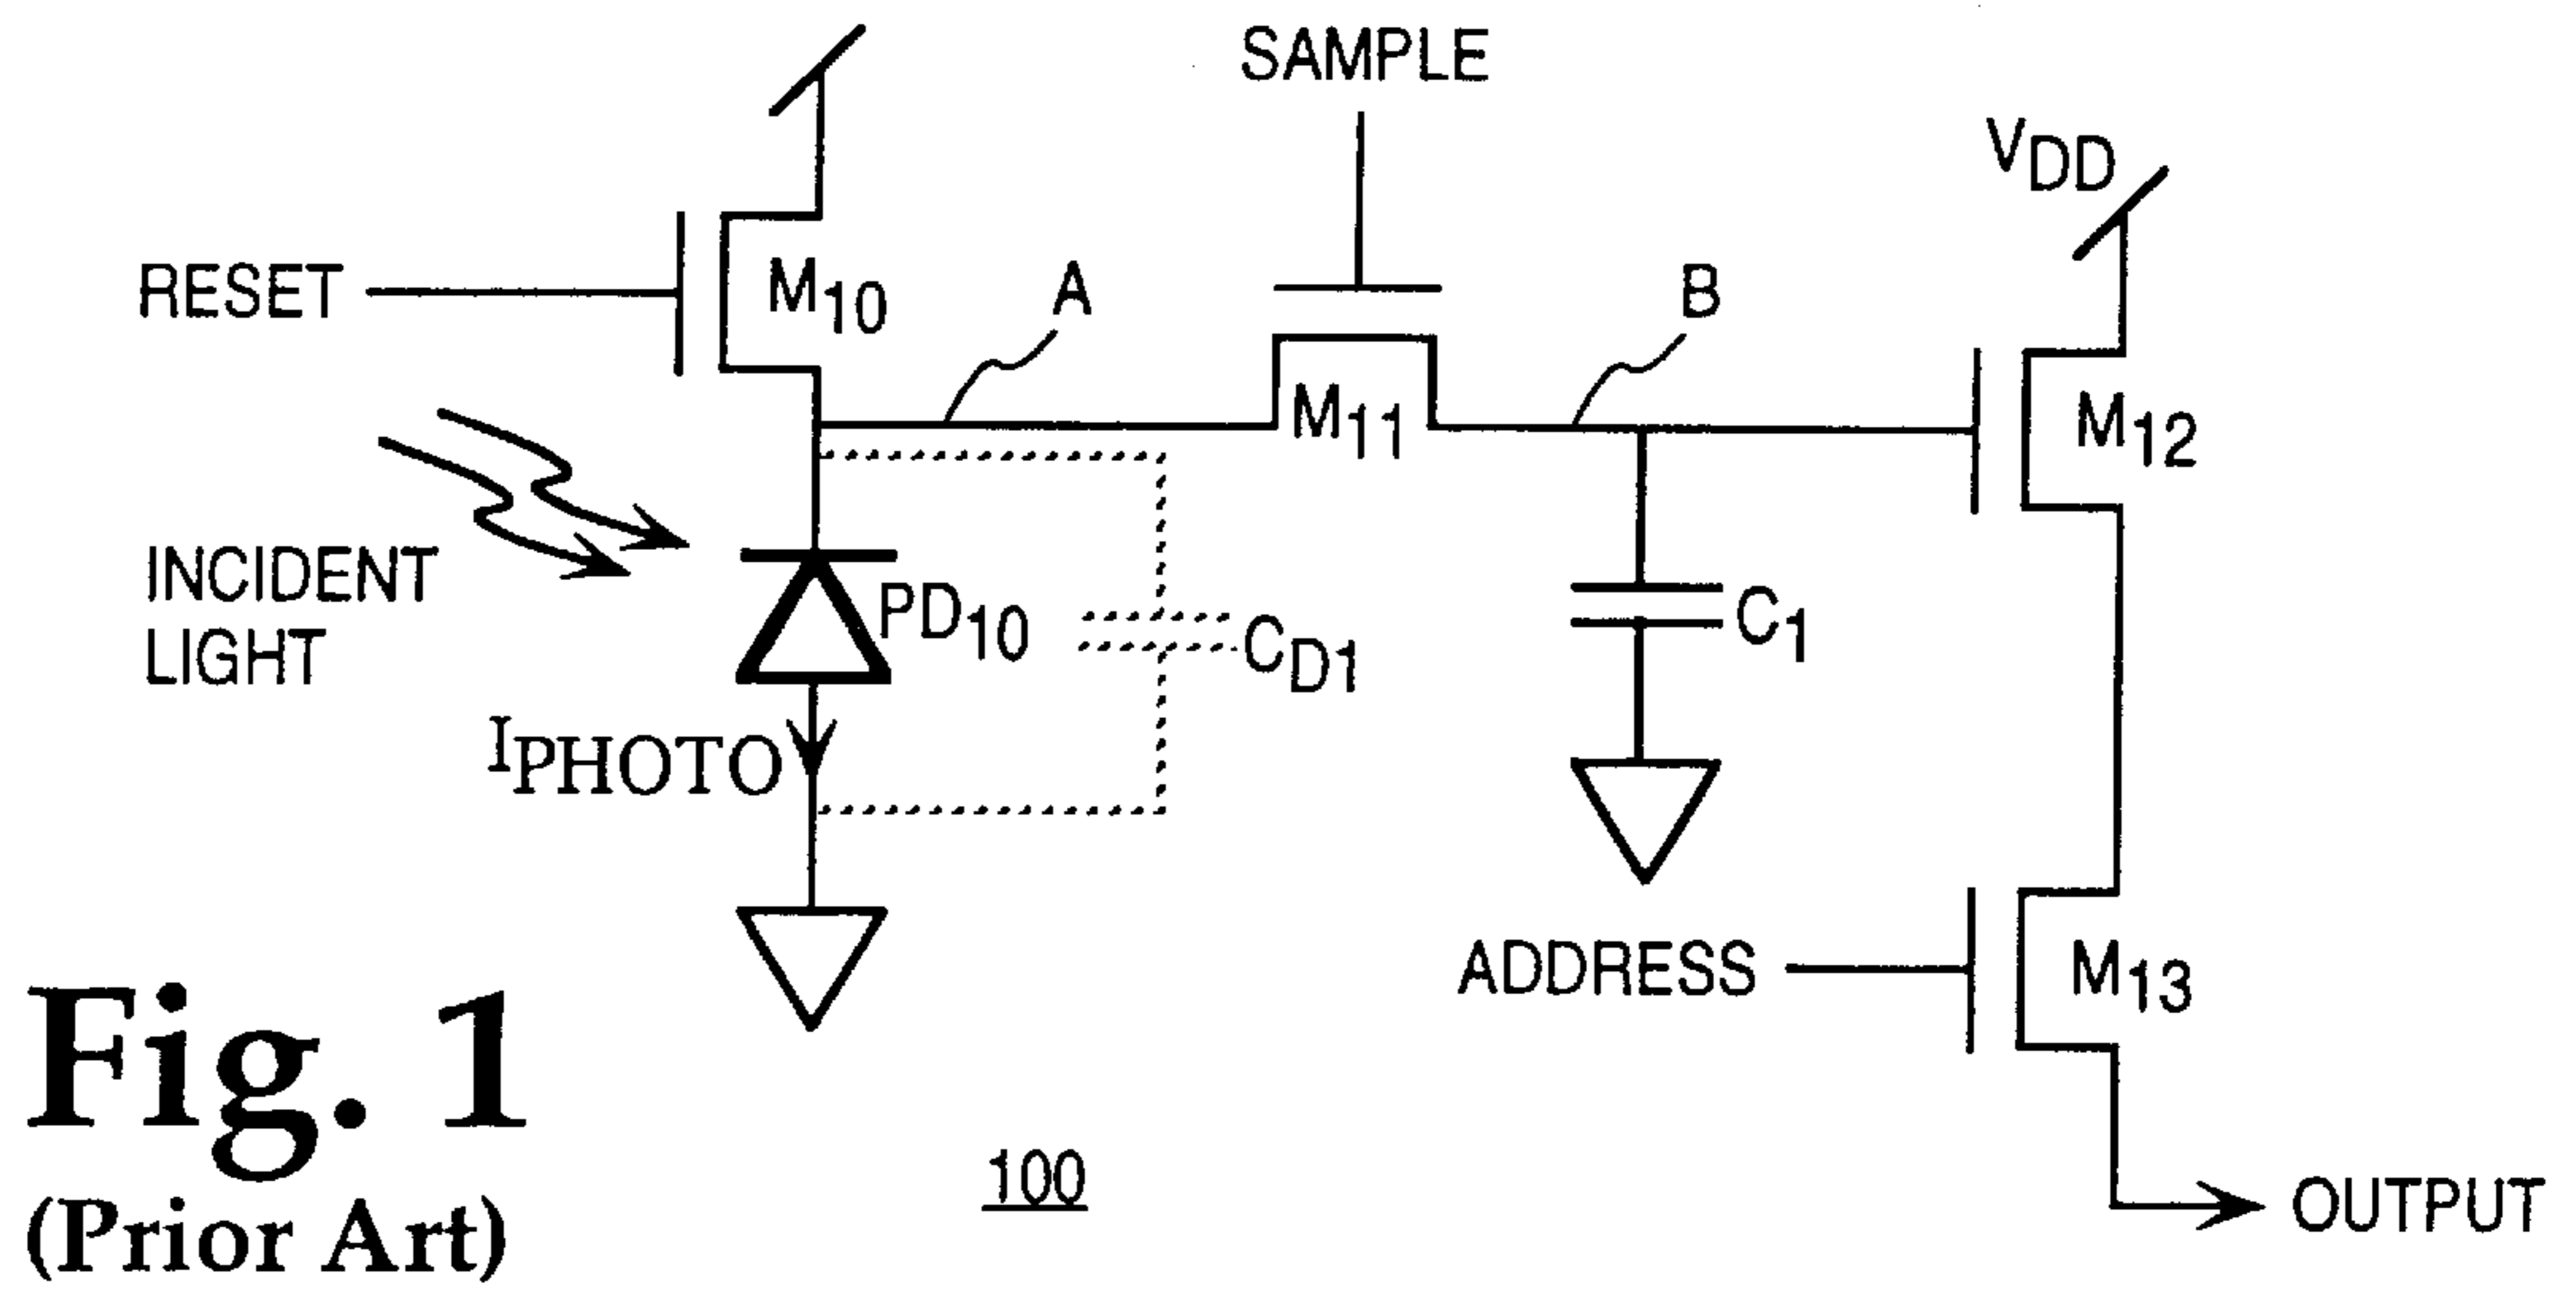 SAMPLE
VDD
RESET
M10
A
B
M11
M12
INCIDENT
LIGHT
PD10
CD1
C1
IPHOTO
ADDRESS
M13
Fig. 1
(Prior Art)
100
OUTPUT